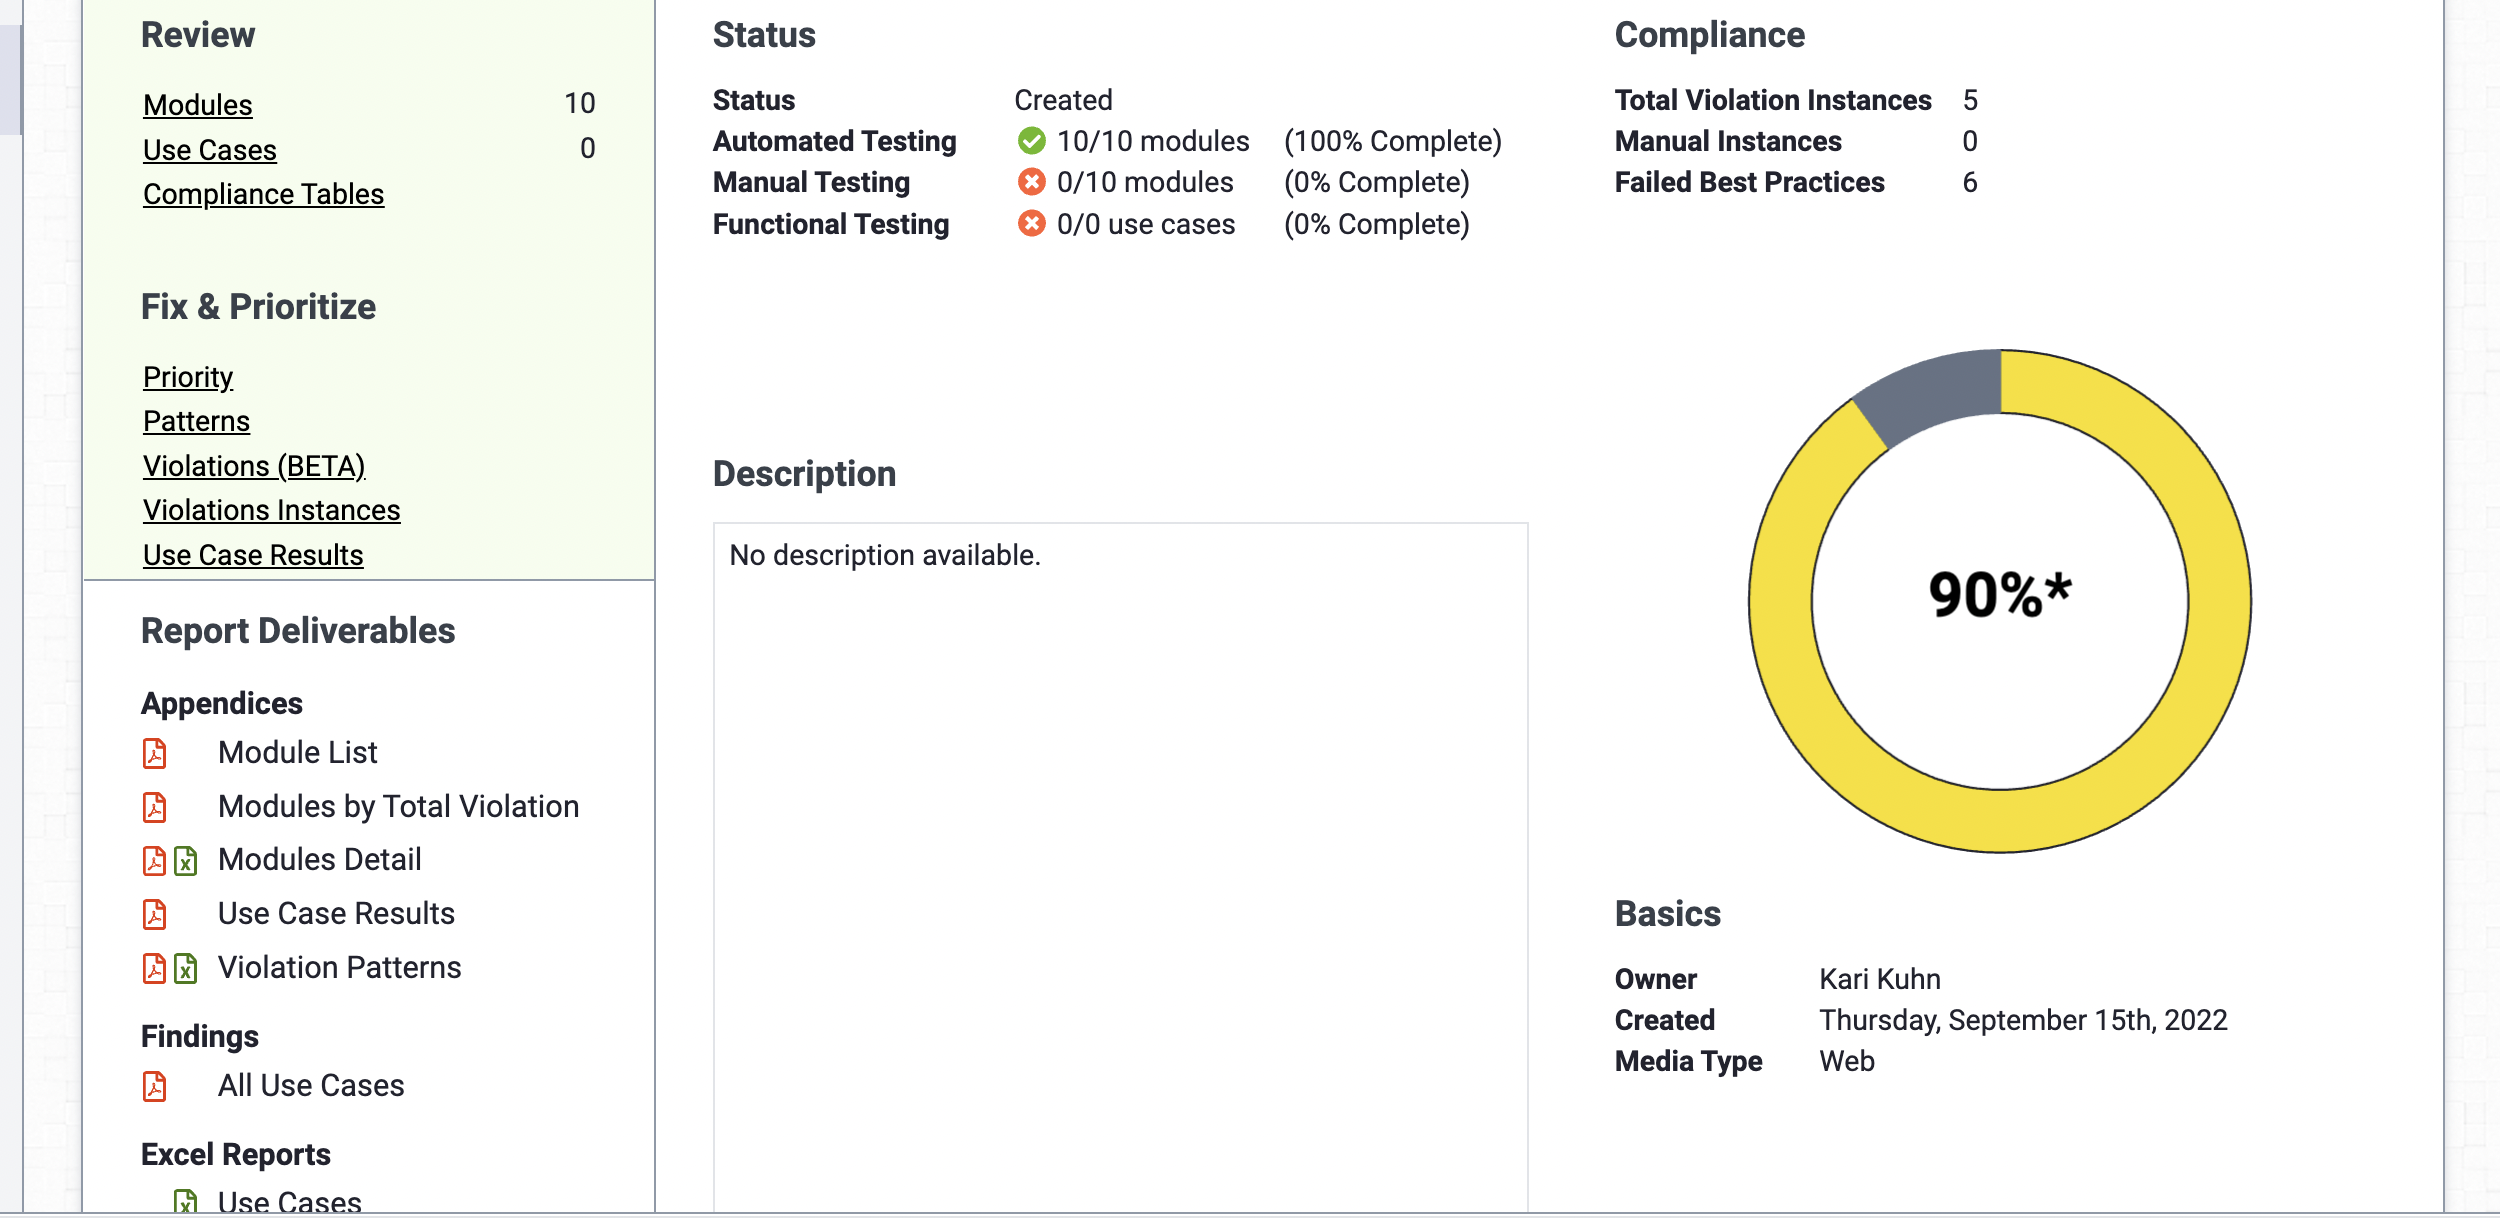 Review
Modules 10
Use Cases 0
Compliance Tables
Fix & Prioritize
Priority
Patterns
Violations (BETA)
Violations Instances
Use Case Results
Report Deliverables
Appendices
Module List
Modules by Total Violation
Modules Detail
Use Case Results
Violation Patterns
Findings
All Use Cases
Excel Reports
Use Cases
Status
Status Created
Automated Testing 10/10 modules (100% Complete)
Manual Testing 0/10 modules (0% Complete)
Functional Testing 0/0 use cases (0% Complete)
Description
No description available.
Compliance
Total Violation Instances 5
Manual Instances 0
Failed Best Practices 6
90%*
Basics
Owner Kari Kuhn
Created Thursday, September 15th, 2022
Media Type Web